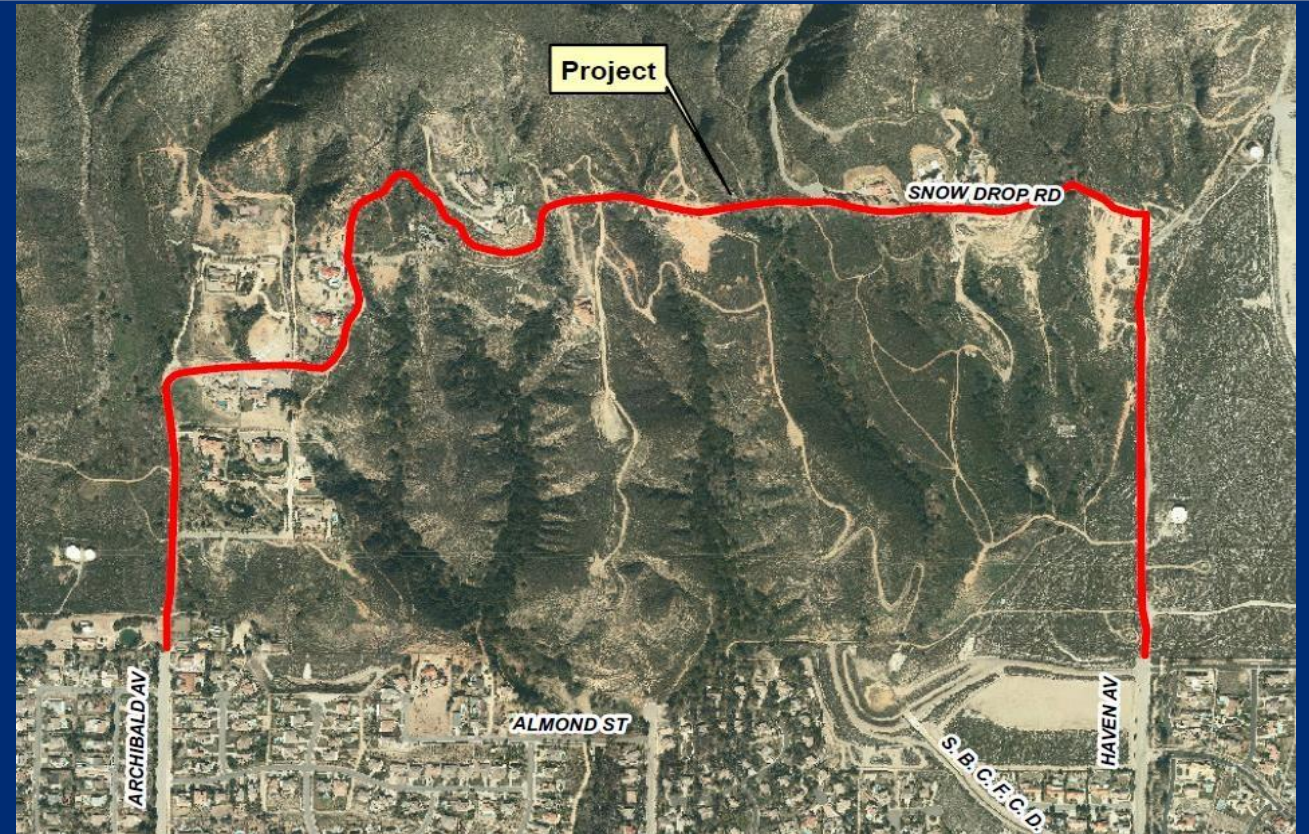 Project
SNOW DROP RD
ARCHIBALD AV
ALMOND ST
S. B. C. F. C. D.
HAVEN AV